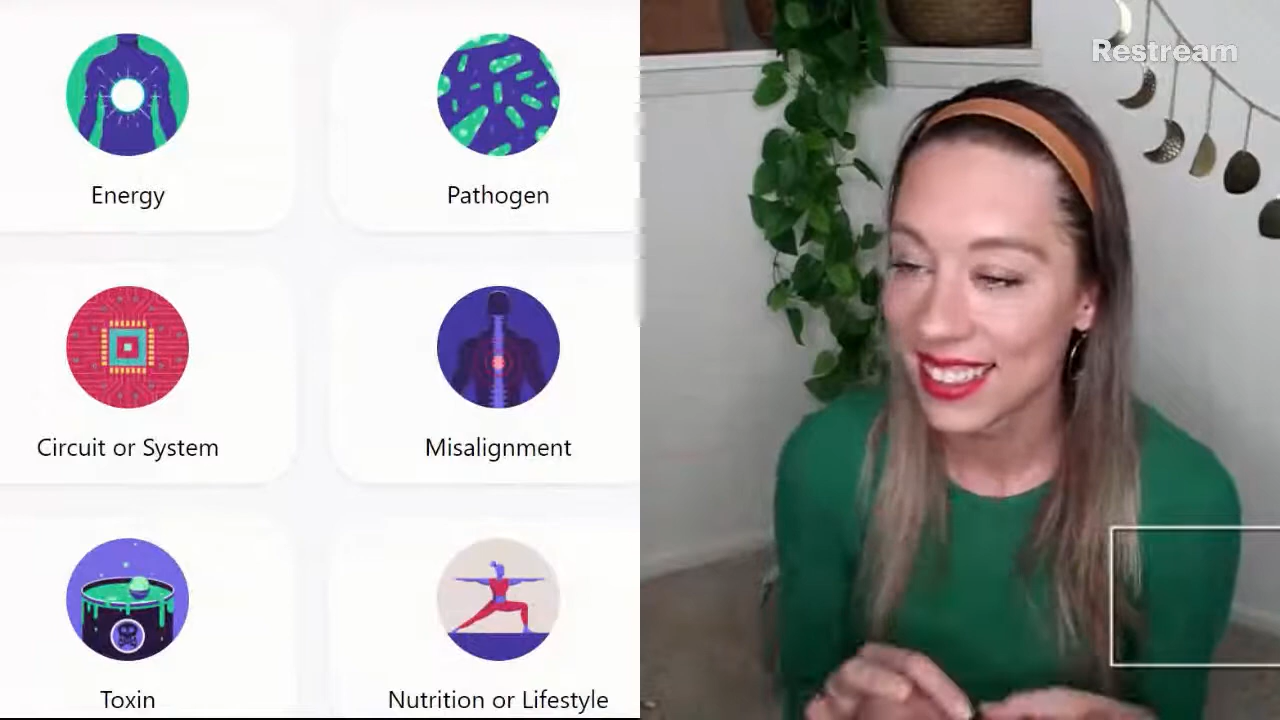 Restream
Energy
Pathogen
Circuit or System
Misalignment
Toxin
Nutrition or Lifestyle